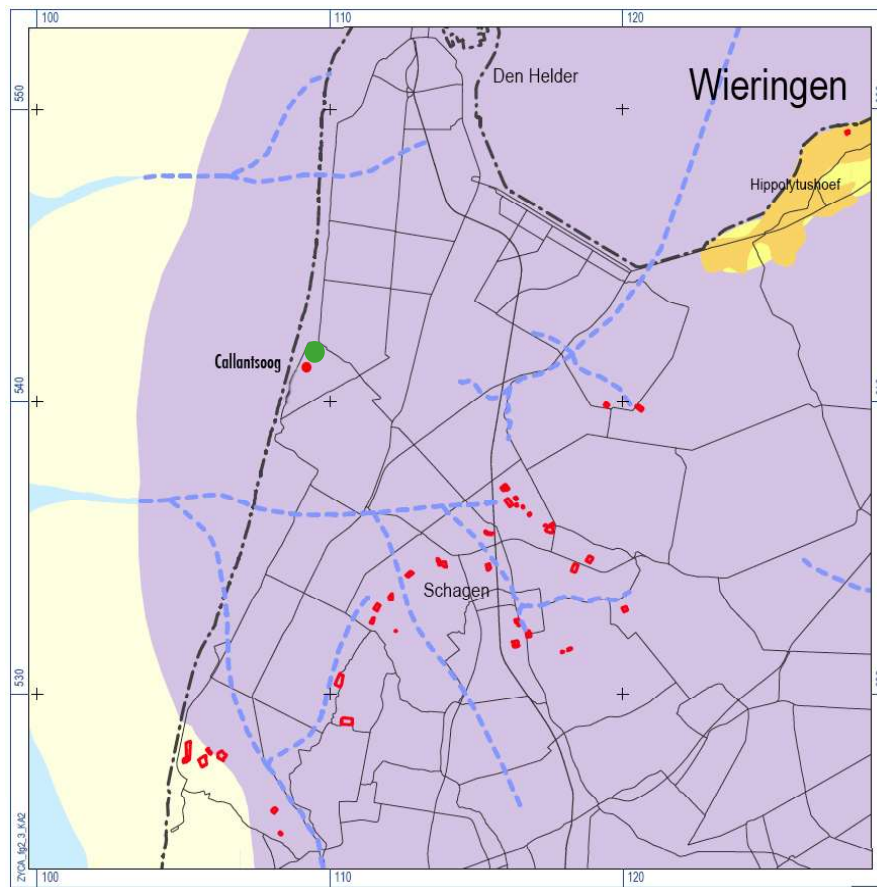 100
110
120
550
Den Helder
Wieringen
Hippolytushoef
Callantsoog
540
Schagen
530
ZYCA_fg2_3_KA2
100
110
120